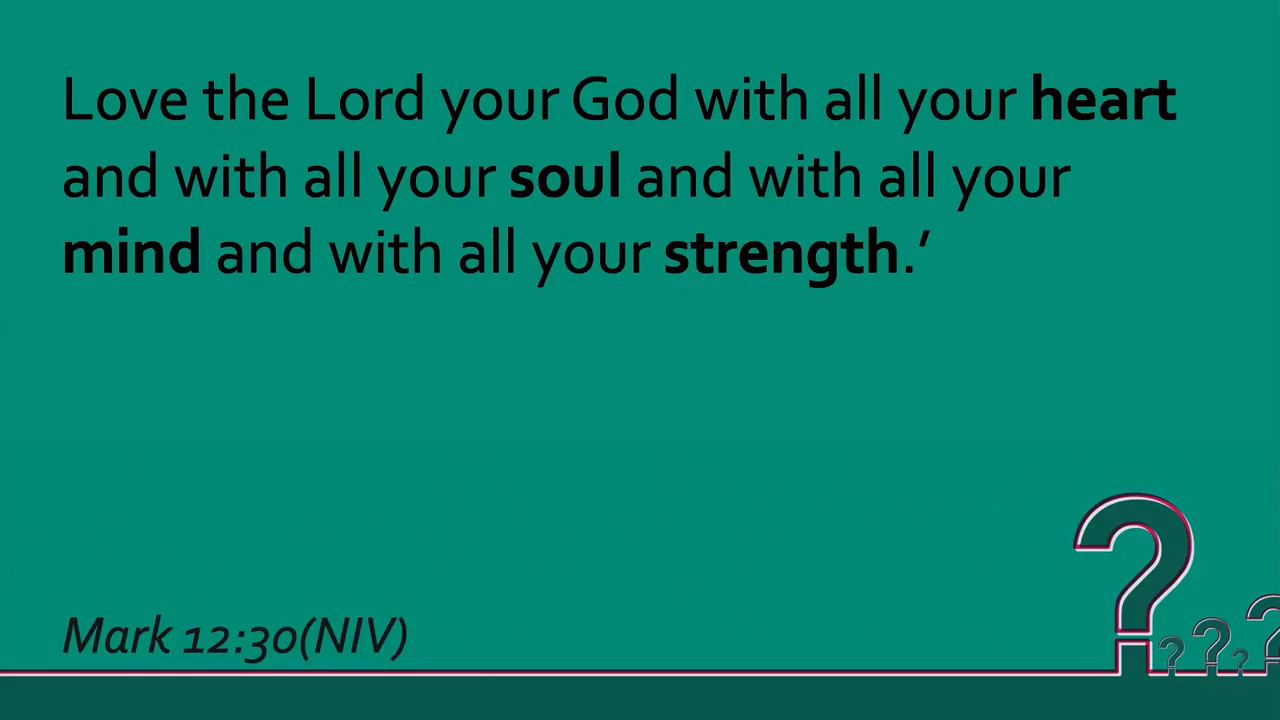 Love the Lord your God with all your heart
and with all your soul and with all your
mind and with all your strength.’
Mark 12:30(NIV)